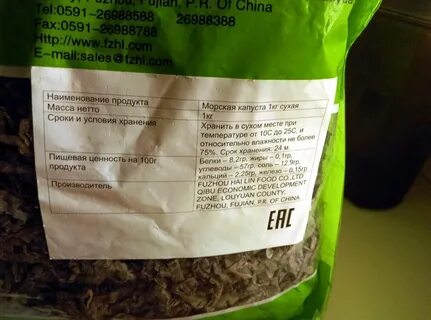 Fuzhou, Fujian, P.R. Of China
Tel:0591-26988588 26988388
Fax:0591-26988788
Http://www.fzhl.com
E-mail:sales@fzhl.com
Наименование продукта Морская капуста 1кг сухая
Масса нетто 1кг
Сроки и условия хранения Хранить в сухом месте при
температуре от 10С до 25С, и
относительно влажности не более
75%. Срок хранения: 24 м.
Пищевая ценность на 100г Белки – 8,2гр, жиры – 0,1гр,
продукта углеводы – 57гр, соль – 12,9гр,
кальций – 2,25гр, железо – 0,15гр
Производитель FUZHOU HAI LIN FOOD CO.,LTD
QIBU ECONOMIC DEVELOPMENT
ZONE, LOUYUAN COUNTY,
FUZHOU, FUJIAN, P.R. OF CHINA
EAC